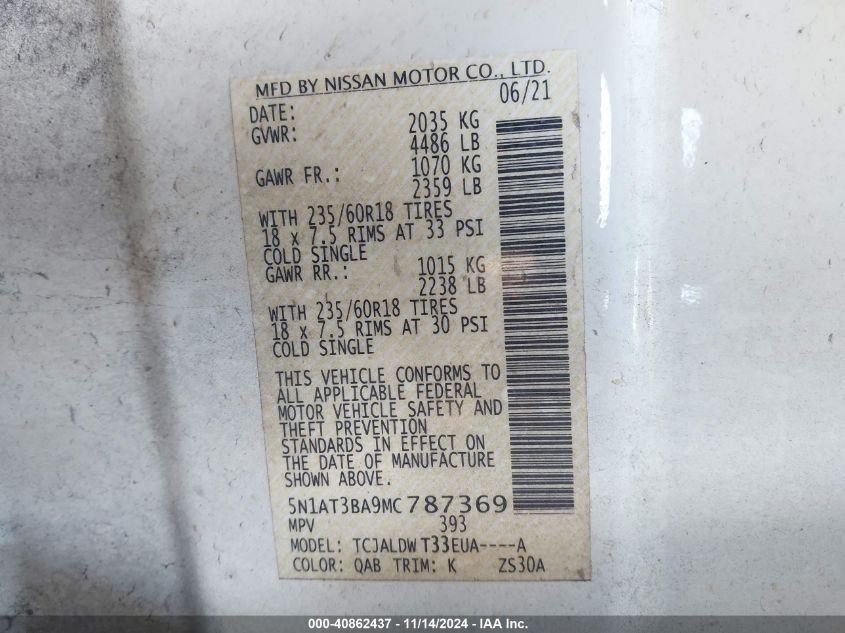 MFD BY NISSAN MOTOR CO., LTD.
DATE: 06/21
GVWR: 2035 KG
4486 LB
GAWR FR.: 1070 KG
2359 LB
WITH 235/60R18 TIRES
18 x 7.5 RIMS AT 33 PSI
COLD SINGLE
GAWR RR.: 1015 KG
2238 LB
WITH 235/60R18 TIRES
18 x 7.5 RIMS AT 30 PSI
COLD SINGLE
THIS VEHICLE CONFORMS TO
ALL APPLICABLE FEDERAL
MOTOR VEHICLE SAFETY AND
THEFT PREVENTION
STANDARDS IN EFFECT ON
THE DATE OF MANUFACTURE
SHOWN ABOVE.
5N1AT3BA9MC787369
MPV 393
MODEL: TCJALDW T33EUA----A
COLOR: QAB TRIM: K ZS30A
000-40862437 - 11/14/2024 - IAA Inc.